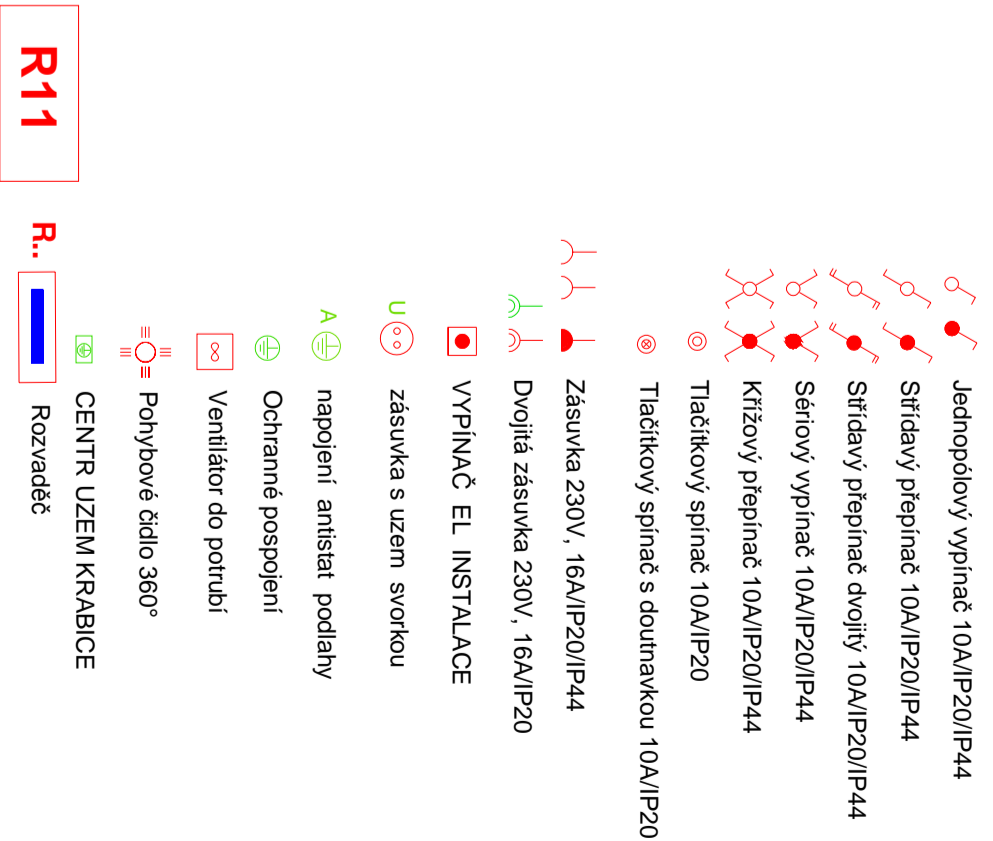 Jednopólový vypínač 10A/IP20/IP44
Střídavý přepínač 10A/IP20/IP44
Střídavý přepínač dvojitý 10A/IP20/IP44
Sériový vypínač 10A/IP20/IP44
Křížový přepínač 10A/IP20/IP44
Tlačítkový spínač 10A/IP20
Tlačítkový spínač s doutnavkou 10A/IP20
Zásuvka 230V, 16A/IP20/IP44
Dvojitá zásuvka 230V, 16A/IP20
VYPÍNAČ EL INSTALACE
U zásuvka s uzem svorkou
A napojení antistat podlahy
Ochranné pospojení
Ventilátor do potrubí
Pohybové čidlo 360°
CENTR UZEM KRABICE
R.. Rozvaděč
R11